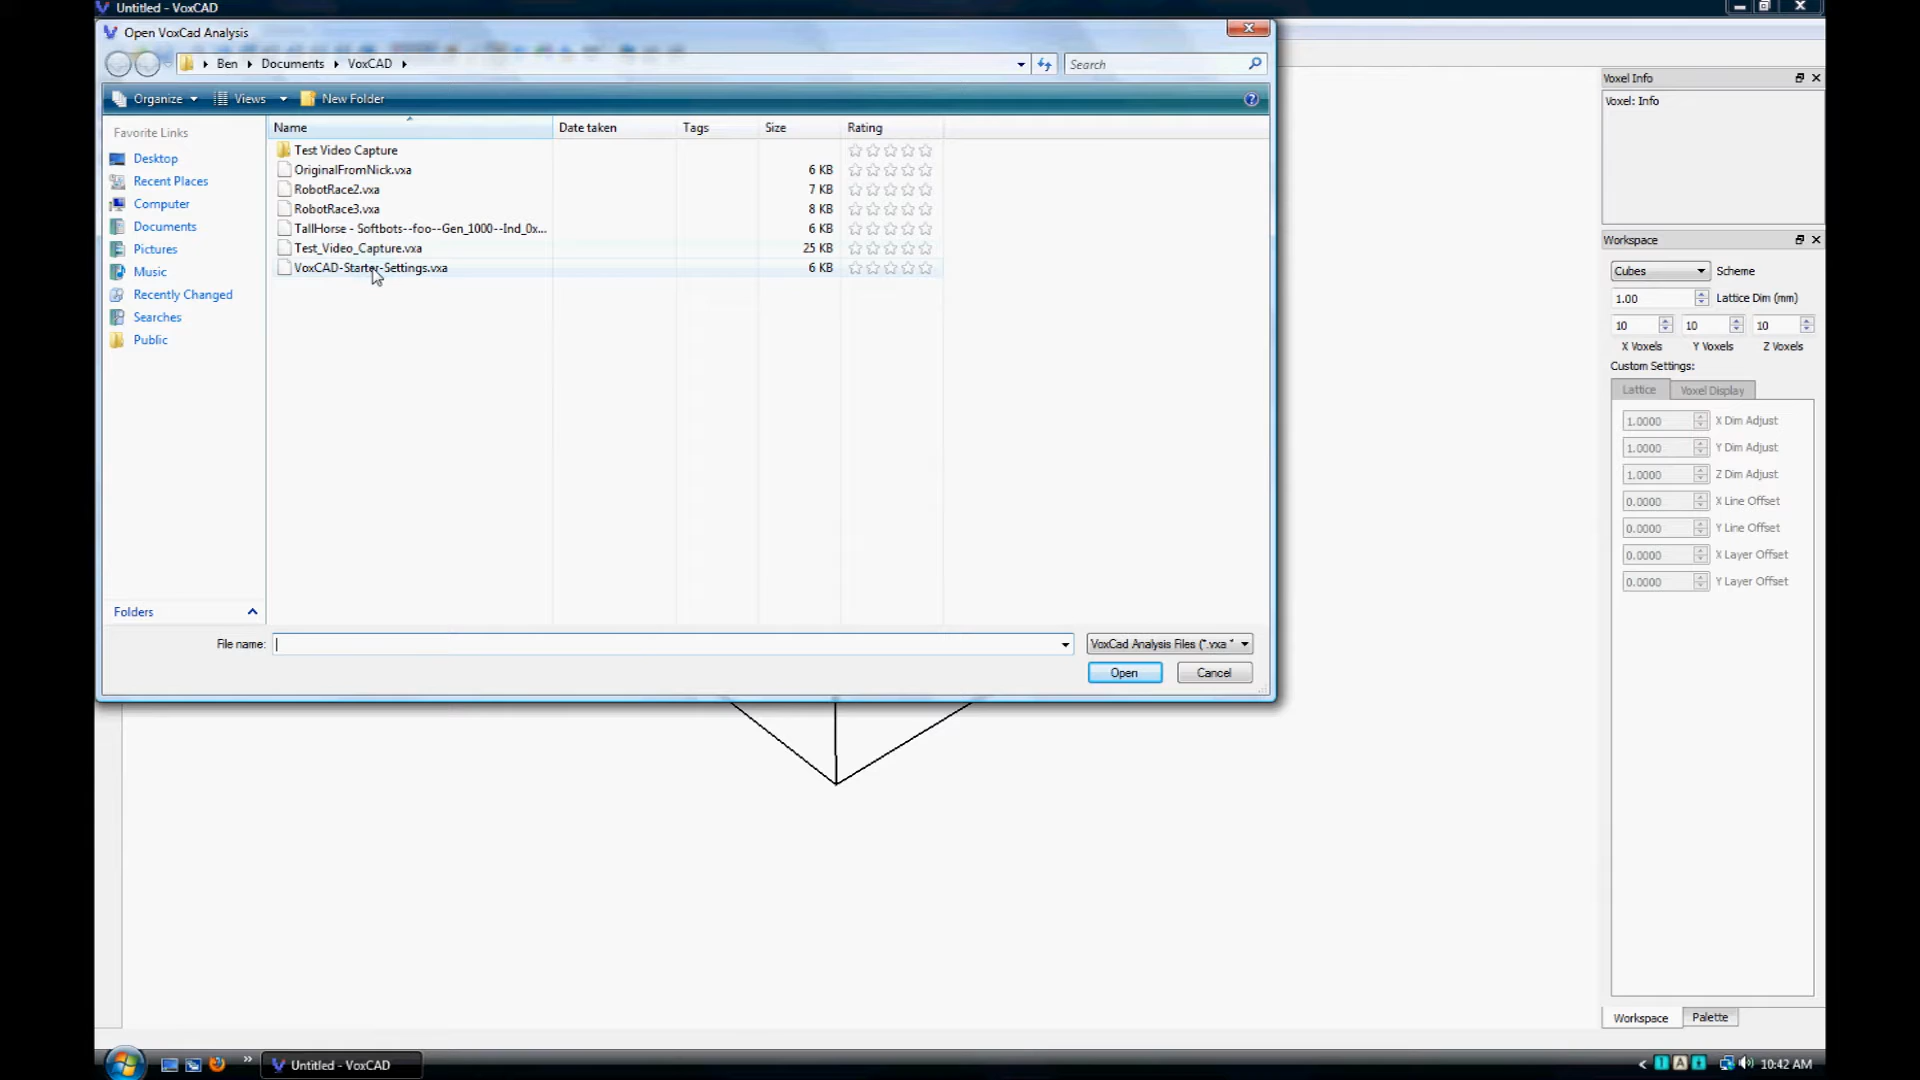 Untitled - VoxCAD
Open VoxCad Analysis
Ben Documents VoxCAD
Search
Organize Views New Folder
Favorite Links
Desktop
Recent Places
Computer
Documents
Pictures
Music
Recently Changed
Searches
Public
Folders
Name Date taken Tags Size Rating
Test Video Capture
OriginalFromNick.vxa 6 KB
RobotRace2.vxa 7 KB
RobotRace3.vxa 8 KB
TallHorse - Softbots--foo--Gen_1000--Ind_0x... 6 KB
Test_Video_Capture.vxa 25 KB
VoxCAD-Starter-Settings.vxa 6 KB
File name:
VoxCad Analysis Files (*.vxa *
Open Cancel
Voxel Info
Voxel: Info
Workspace
Cubes Scheme
1.00 Lattice Dim (mm)
10 10 10
X Voxels Y Voxels Z Voxels
Custom Settings:
Lattice Voxel Display
1.0000 X Dim Adjust
1.0000 Y Dim Adjust
1.0000 Z Dim Adjust
0.0000 X Line Offset
0.0000 Y Line Offset
0.0000 X Layer Offset
0.0000 Y Layer Offset
Workspace Palette
Untitled - VoxCAD
10:42 AM